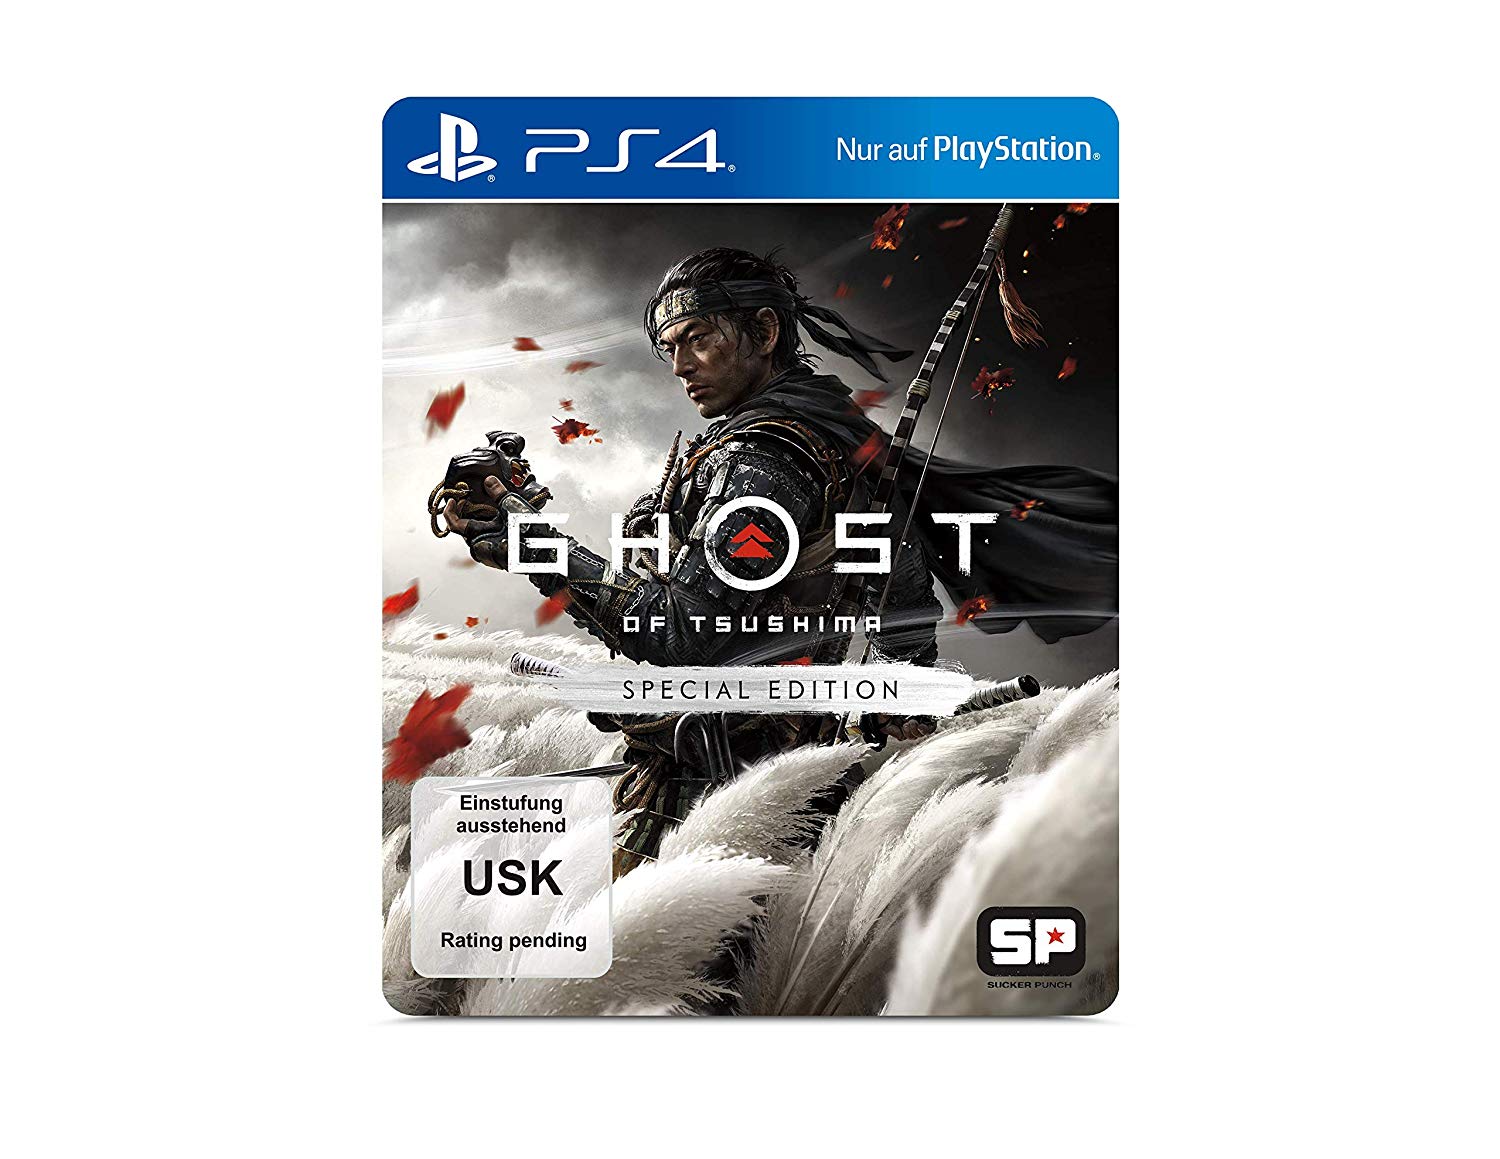 PS4®
Nur auf PlayStation®
GHOST
OF TSUSHIMA
SPECIAL EDITION
Einstufung
ausstehend
USK
Rating pending
SP
SUCKER PUNCH